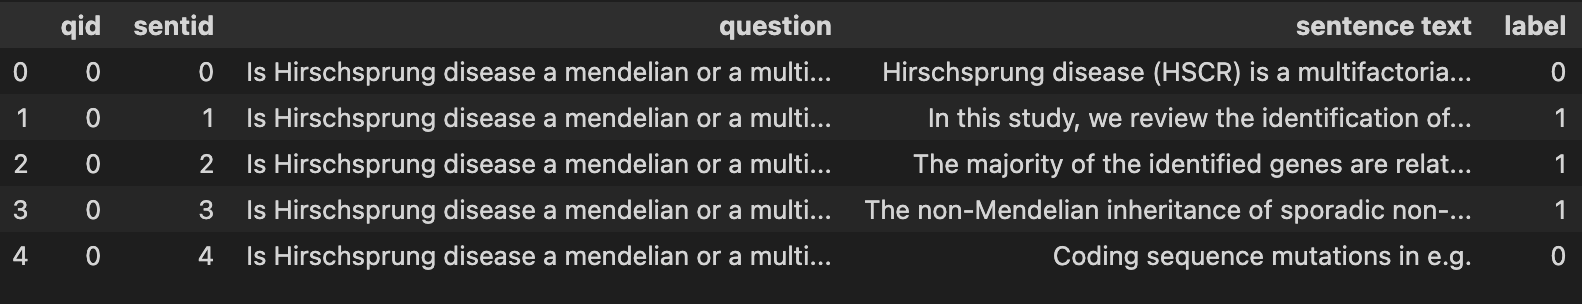 qid sentid question sentence text label
0 0 0 Is Hirschsprung disease a mendelian or a multi... Hirschsprung disease (HSCR) is a multifactoria... 0
1 0 1 Is Hirschsprung disease a mendelian or a multi... In this study, we review the identification of... 1
2 0 2 Is Hirschsprung disease a mendelian or a multi... The majority of the identified genes are relat... 1
3 0 3 Is Hirschsprung disease a mendelian or a multi... The non-Mendelian inheritance of sporadic non-... 1
4 0 4 Is Hirschsprung disease a mendelian or a multi... Coding sequence mutations in e.g. 0